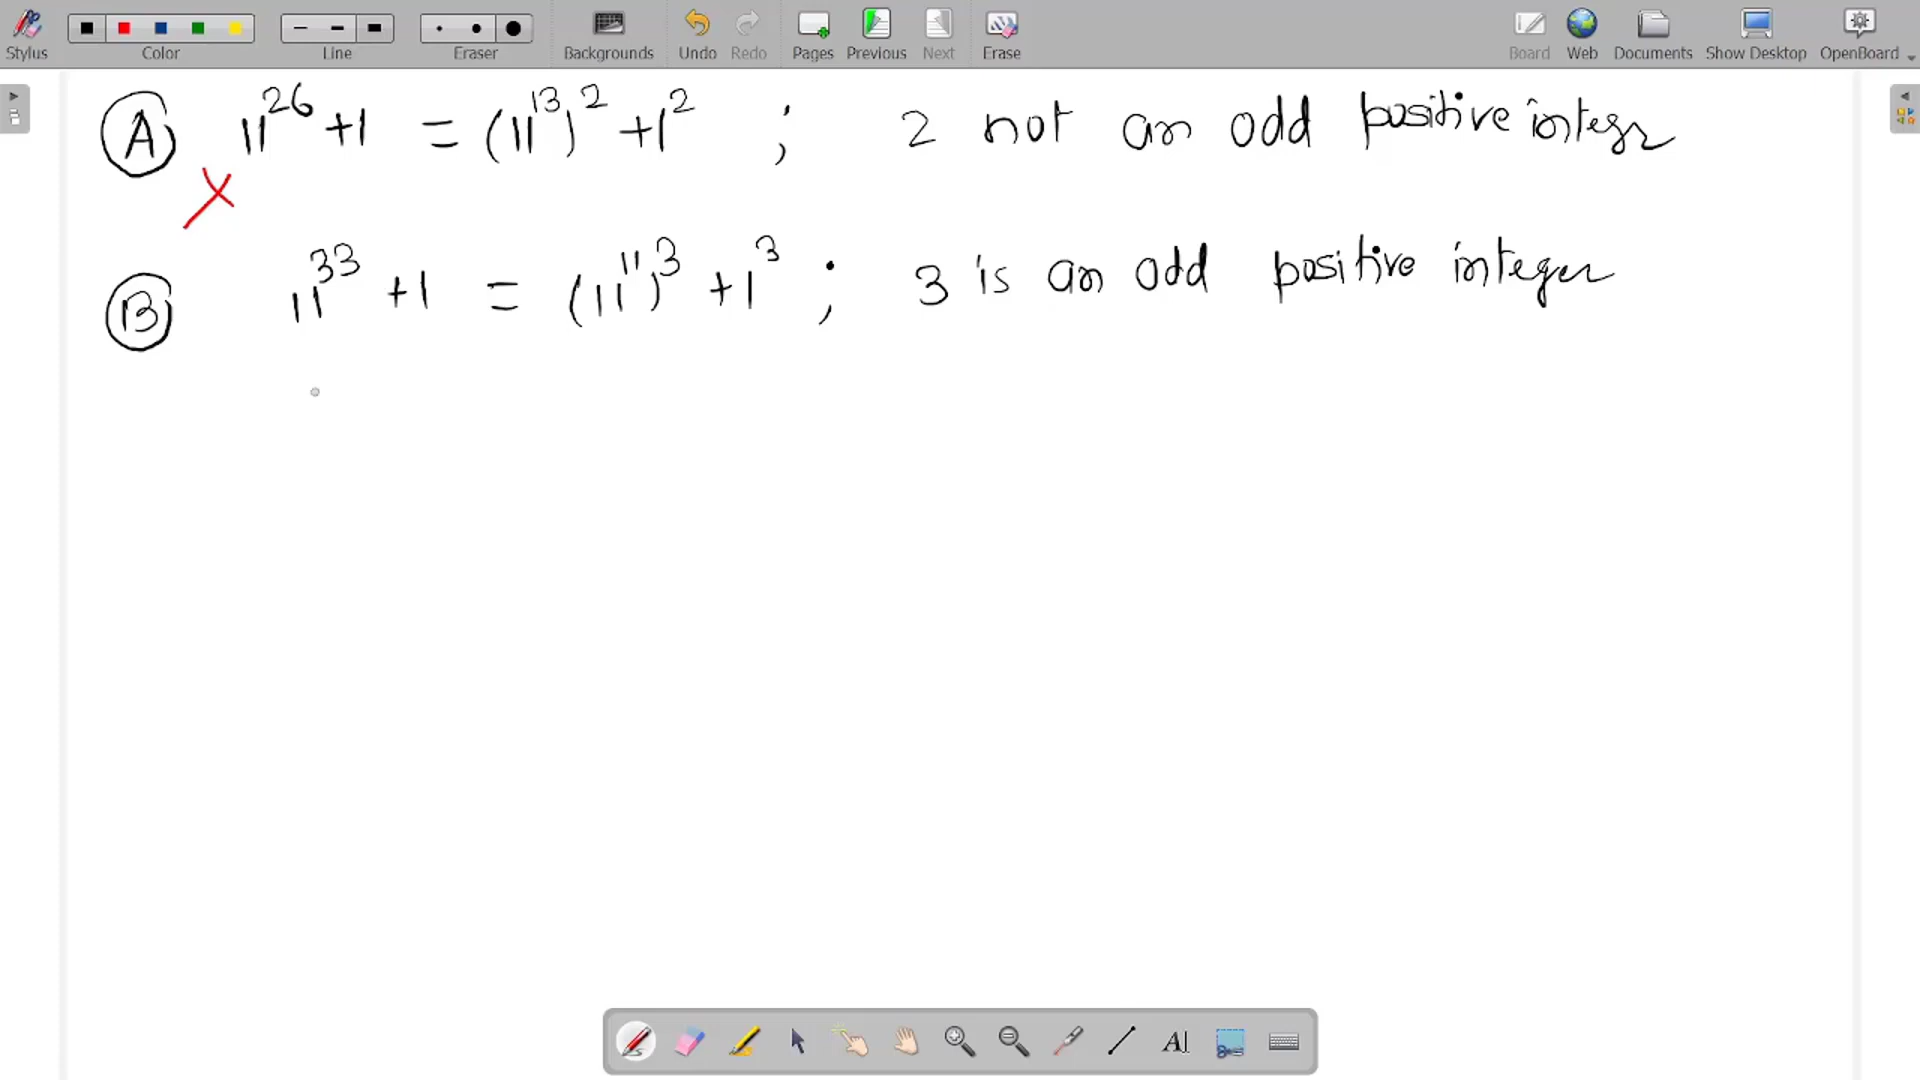 Stylus Color Line Eraser Backgrounds Undo Redo Pages Previous Next Erase Board Web Documents Show Desktop OpenBoard
Ⓐ 11^26 +1 = (11^13)^2 +1^2 ; 2 not an odd positive integr
X
Ⓑ 11^33 +1 = (11^11)^3 +1^3 ; 3 is an odd positive integer
AI